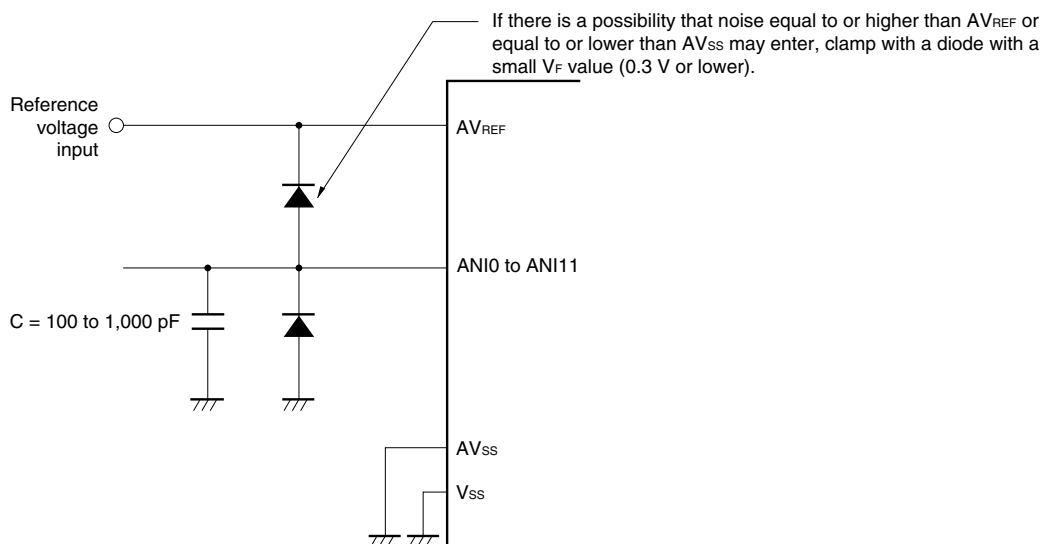 If there is a possibility that noise equal to or higher than AVREF or
equal to or lower than AVSS may enter, clamp with a diode with a
small VF value (0.3 V or lower).
Reference
voltage
input
AVREF
ANI0 to ANI11
C = 100 to 1,000 pF
AVSS
VSS